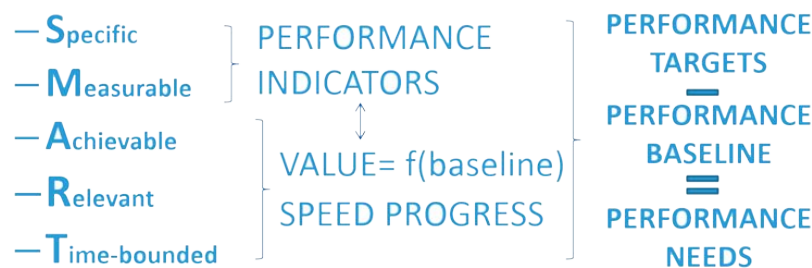 – Specific
– Measurable
– Achievable
– Relevant
– Time-bounded
PERFORMANCE
INDICATORS
VALUE= f(baseline)
SPEED PROGRESS
PERFORMANCE
TARGETS
–
PERFORMANCE
BASELINE
=
PERFORMANCE
NEEDS